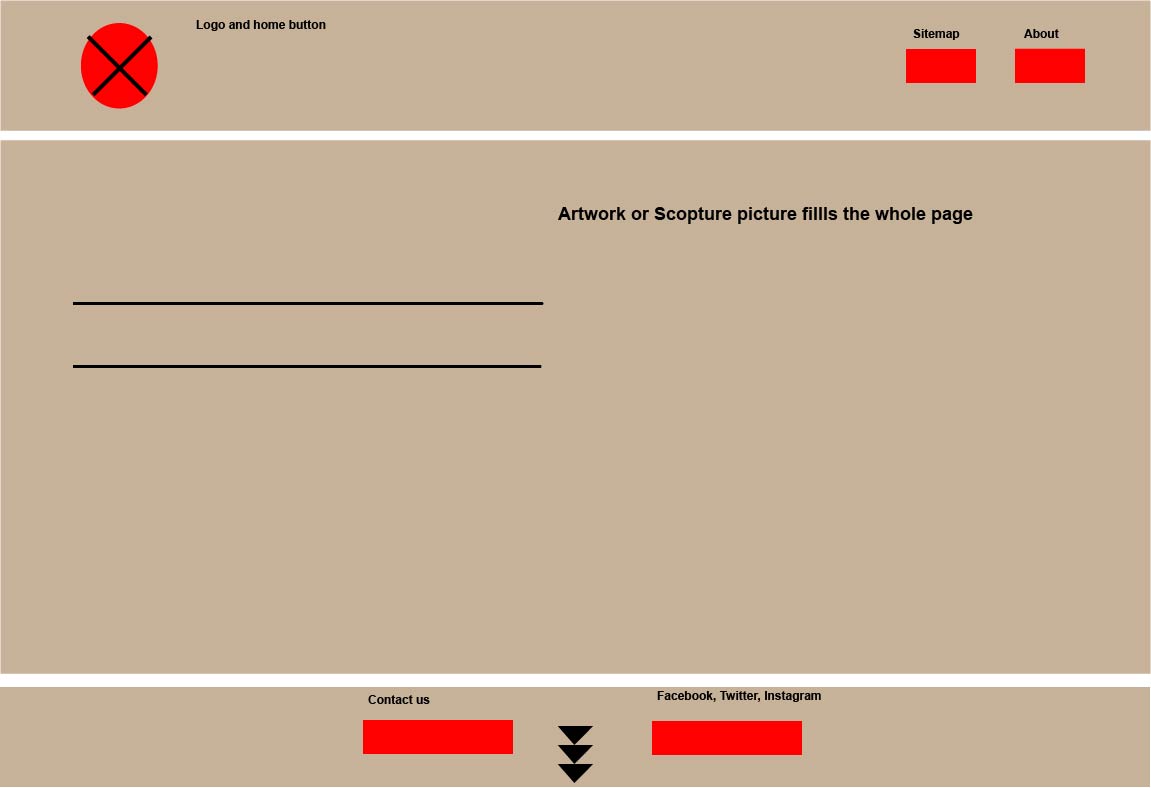 Logo and home button
Sitemap
About
Artwork or Scopture picture fillls the whole page
Contact us
Facebook, Twitter, Instagram